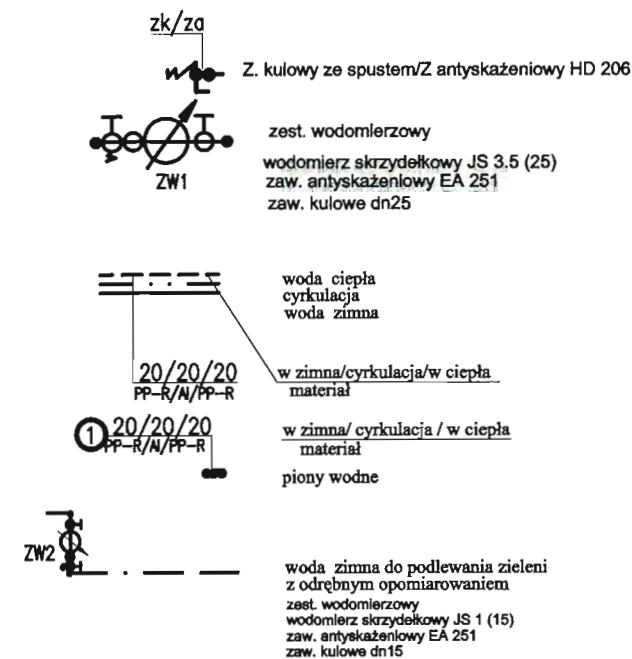 zk/za
Z. kulowy ze spustem/Z antyskażeniowy HD 206
zest. wodomierzowy
wodomierz skrzydełkowy JS 3.5 (25)
ZW1
zaw. antyskażeniowy EA 251
zaw. kulowe dn25
woda ciepła
cyrkulacja
woda zimna
20/20/20
w zimna/cyrkulacja/w ciepła
PP-R/Al/PP-R
materiał
1
20/20/20
w zimna/ cyrkulacja / w ciepła
PP-R/Al/PP-R
materiał
piony wodne
ZW2
woda zimna do podlewania zieleni
z odrębnym opomiarowaniem
zest. wodomierzowy
wodomierz skrzydełkowy JS 1 (15)
zaw. antyskażeniowy EA 251
zaw. kulowe dn15